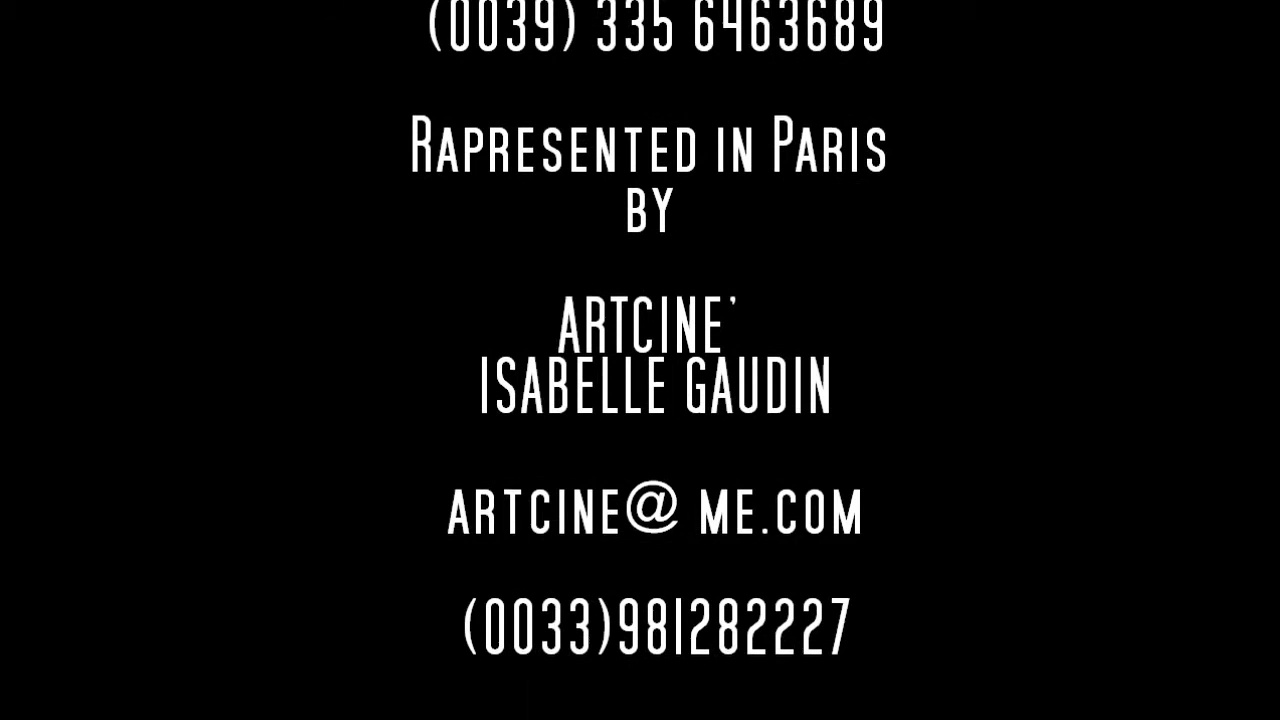 (0039) 335 6463689
Rapresented in Paris
by
ARTCINE'
ISABELLE GAUDIN
artcine@ me.com
(0033)981282227